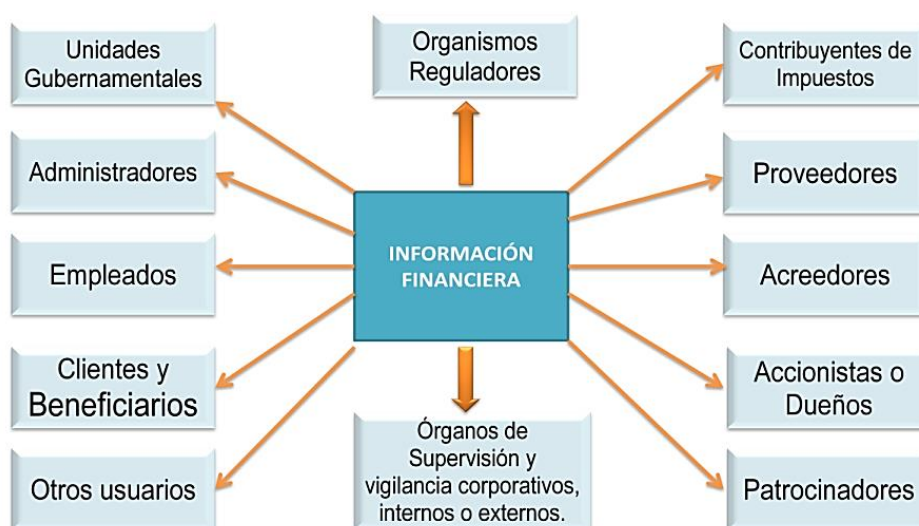 Unidades
Gubernamentales
Organismos
Reguladores
Contribuyentes de
Impuestos
Administradores
Proveedores
INFORMACIÓN
FINANCIERA
Empleados
Acreedores
Clientes y
Beneficiarios
Accionistas o
Dueños
Órganos de
Supervisión y
vigilancia corporativos,
internos o externos.
Otros usuarios
Patrocinadores